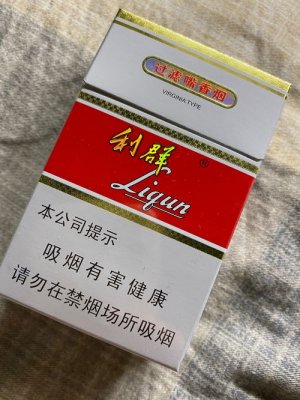 过滤嘴香烟
VIRGINIA TYPE
利群
®
Liqun
本公司提示
吸烟有害健康
请勿在禁烟场所吸烟